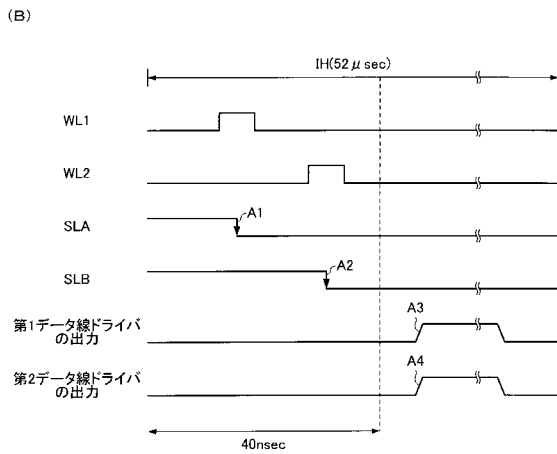 (B)
IH(52μsec)
WL1
WL2
SLA
A1
SLB
A2
第1データ線ドライバ
の出力
A3
第2データ線ドライバ
の出力
A4
40nsec